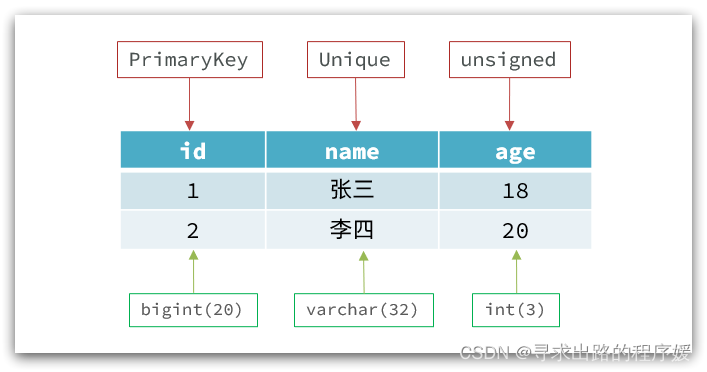 PrimaryKey Unique unsigned
id name age
1 张三 18
2 李四 20
bigint(20) varchar(32) int(3)
CSDN @寻求出路的程序媛